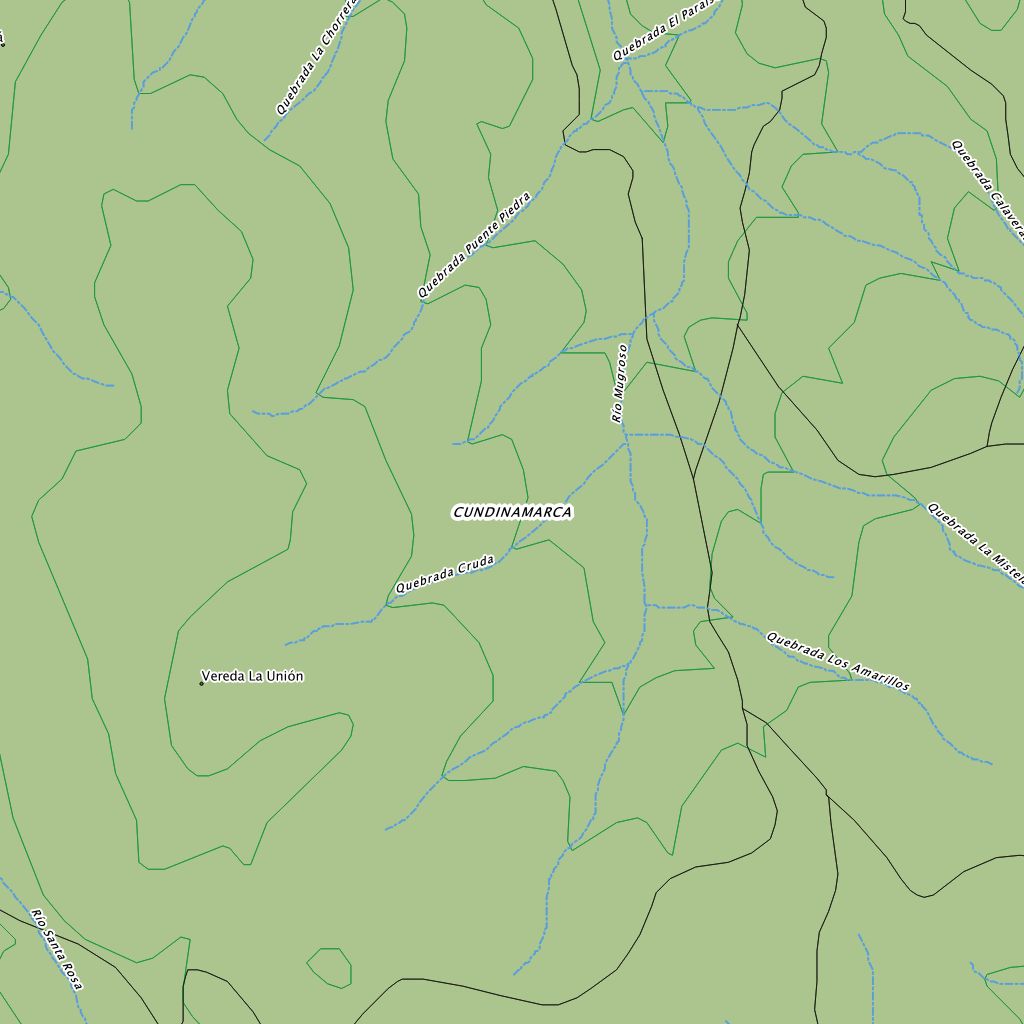 Quebrada La Chorrera
Quebrada El Paraís
Quebrada Calavera
Quebrada Puente Piedra
Río Mugroso
CUNDINAMARCA
Quebrada La Mistela
Quebrada Cruda
Quebrada Los Amarillos
Vereda La Unión
Río Santa Rosa